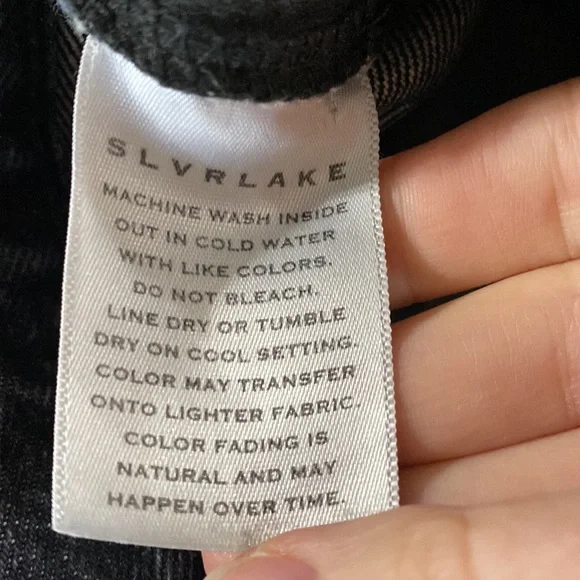 SLVRLAKE
MACHINE WASH INSIDE
OUT IN COLD WATER
WITH LIKE COLORS.
DO NOT BLEACH.
LINE DRY OR TUMBLE
DRY ON COOL SETTING.
COLOR MAY TRANSFER
ONTO LIGHTER FABRIC.
COLOR FADING IS
NATURAL AND MAY
HAPPEN OVER TIME.